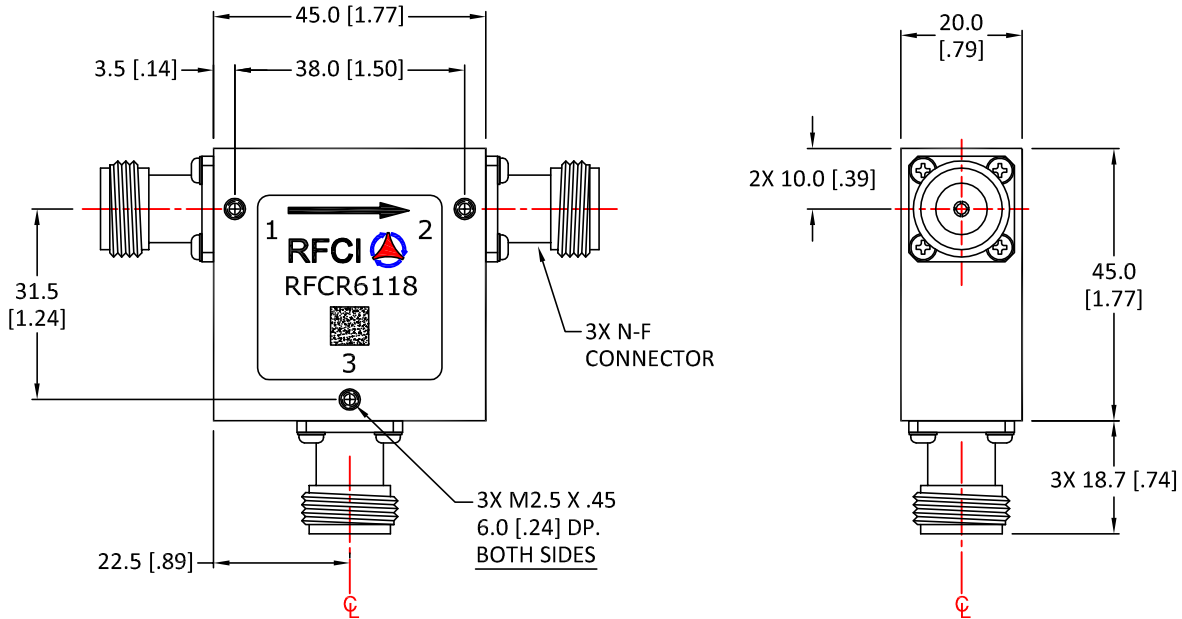 45.0 [1.77]
3.5 [.14]
38.0 [1.50]
1
2
RFCI
RFCR6118
3
31.5
[1.24]
3X N-F
CONNECTOR
3X M2.5 X .45
6.0 [.24] DP.
BOTH SIDES
22.5 [.89]
℄
20.0
[.79]
2X 10.0 [.39]
45.0
[1.77]
3X 18.7 [.74]
℄